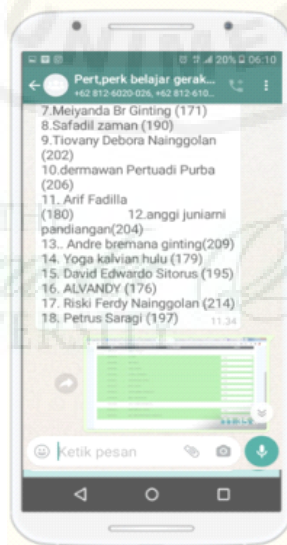 20% 06:10
Pert,perk belajar gerak...
+62 812-6020-026, +62 812-610...
7.Meiyanda Br Ginting (171)
8.Safadil zaman (190)
9.Tiovany Debora Nainggolan
(202)
10.dermawan Pertuadi Purba
(206)
11. Arif Fadilla
(180) 12.anggi juniarni
pandiangan(204)
13.. Andre bremana ginting(209)
14. Yoga kalvian hulu (179)
15. David Edwardo Sitorus (195)
16. ALVANDY (176)
17. Riski Ferdy Nainggolan (214)
18. Petrus Saragi (197) 11.34
Ketik pesan